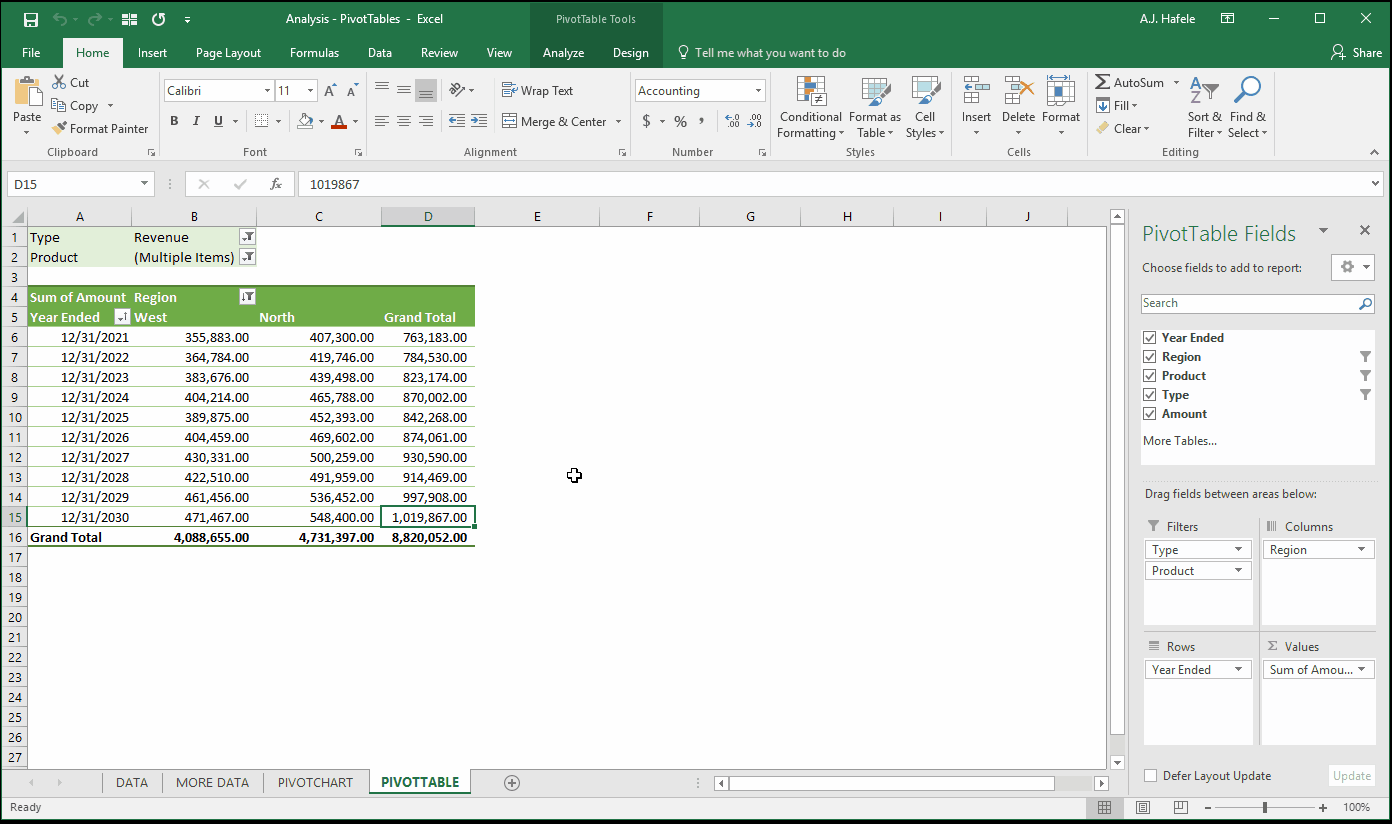 Analysis - PivotTables - Excel
PivotTable Tools
A.J. Hafele
File Home Insert Page Layout Formulas Data Review View Analyze Design Tell me what you want to do Share
Paste
Cut
Copy
Format Painter
Clipboard
Calibri 11
B I U
Font
Wrap Text
Merge & Center
Alignment
Accounting
$ % ,
Number
Conditional Formatting
Format as Table
Cell Styles
Styles
Insert
Delete
Format
Cells
AutoSum
Fill
Clear
Sort & Filter
Find & Select
Editing
D15 fx 1019867
A B C D E F G H I J
1 Type Revenue
2 Product (Multiple Items)
3
4 Sum of Amount Region
5 Year Ended West North Grand Total
6 12/31/2021 355,883.00 407,300.00 763,183.00
7 12/31/2022 364,784.00 419,746.00 784,530.00
8 12/31/2023 383,676.00 439,498.00 823,174.00
9 12/31/2024 404,214.00 465,788.00 870,002.00
10 12/31/2025 389,875.00 452,393.00 842,268.00
11 12/31/2026 404,459.00 469,602.00 874,061.00
12 12/31/2027 430,331.00 500,259.00 930,590.00
13 12/31/2028 422,510.00 491,959.00 914,469.00
14 12/31/2029 461,456.00 536,452.00 997,908.00
15 12/31/2030 471,467.00 548,400.00 1,019,867.00
16 Grand Total 4,088,655.00 4,731,397.00 8,820,052.00
17
18
19
20
21
22
23
24
25
26
27
PivotTable Fields
Choose fields to add to report:
Search
Year Ended
Region
Product
Type
Amount
More Tables...
Drag fields between areas below:
Filters
Type
Product
Columns
Region
Rows
Year Ended
Values
Sum of Amou...
Defer Layout Update Update
DATA MORE DATA PIVOTCHART PIVOTTABLE
Ready
100%